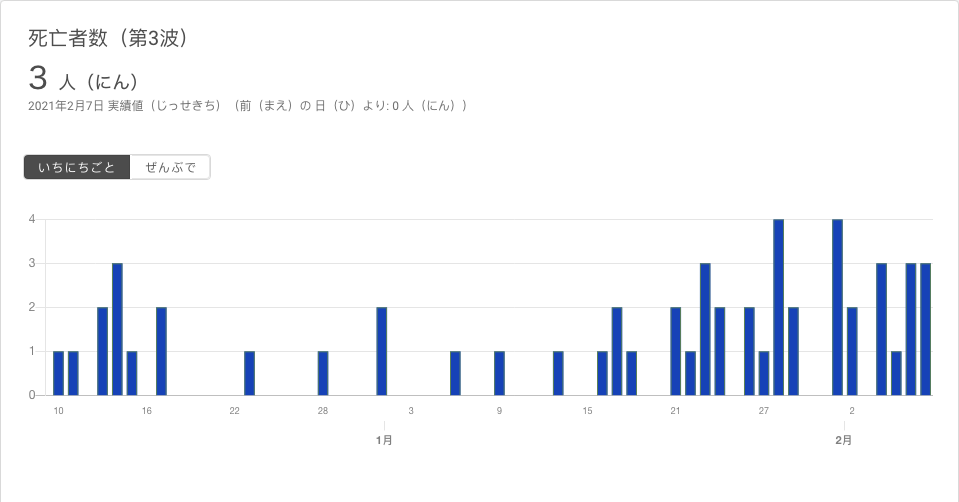 死亡者数（第3波）
3 人（にん）
2021年2月7日 実績値（じっせきち）（前（まえ）の 日（ひ）より: 0 人（にん））
いちにちごと ぜんぶで
4
3
2
1
0
10 16 22 28 3 9 15 21 27 2
1月 2月